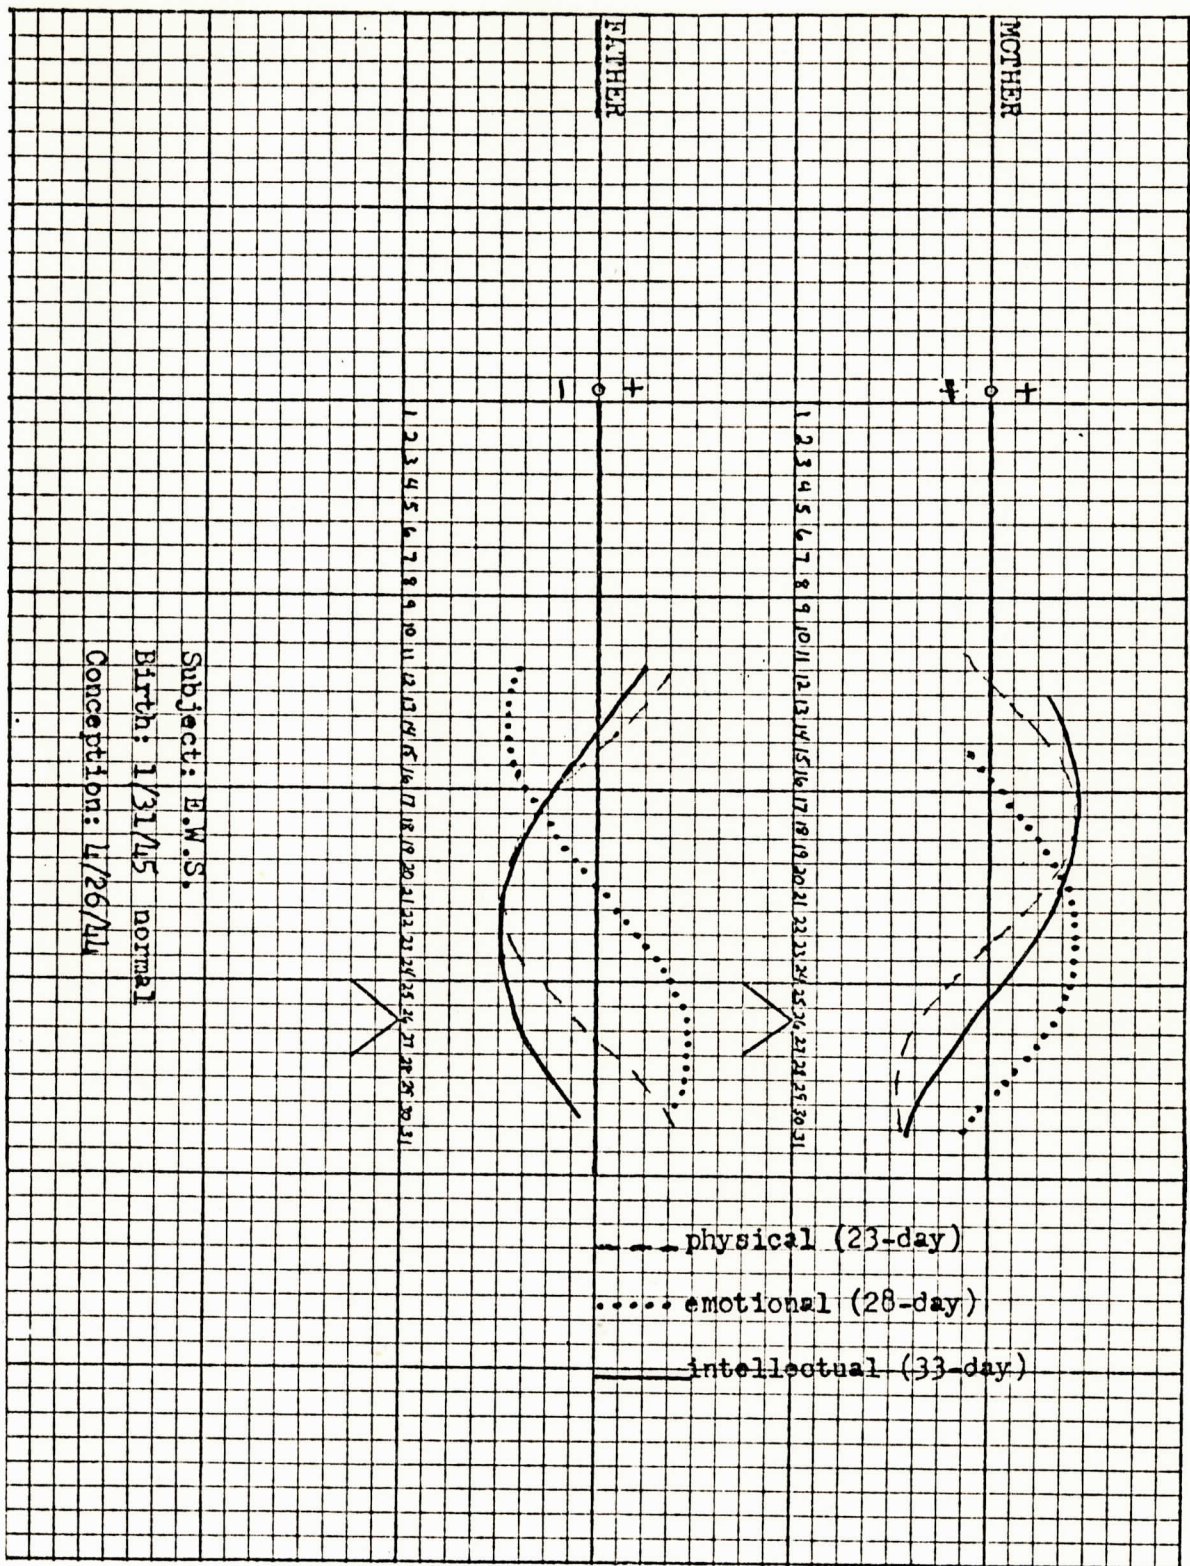 MOTHER
+ o +
1 2 3 4 5 6 7 8 9 10 11 12 13 14 15 16 17 18 19 20 21 22 23 24 25 26 27 28 29 30 31
FATHER
+ o -
1 2 3 4 5 6 7 8 9 10 11 12 13 14 15 16 17 18 19 20 21 22 23 24 25 26 27 28 29 30 31
physical (23-day)
emotional (28-day)
intellectual (33-day)
Subject: E.W.S.
Birth: 1/31/45 normal
Conception: 4/26/44